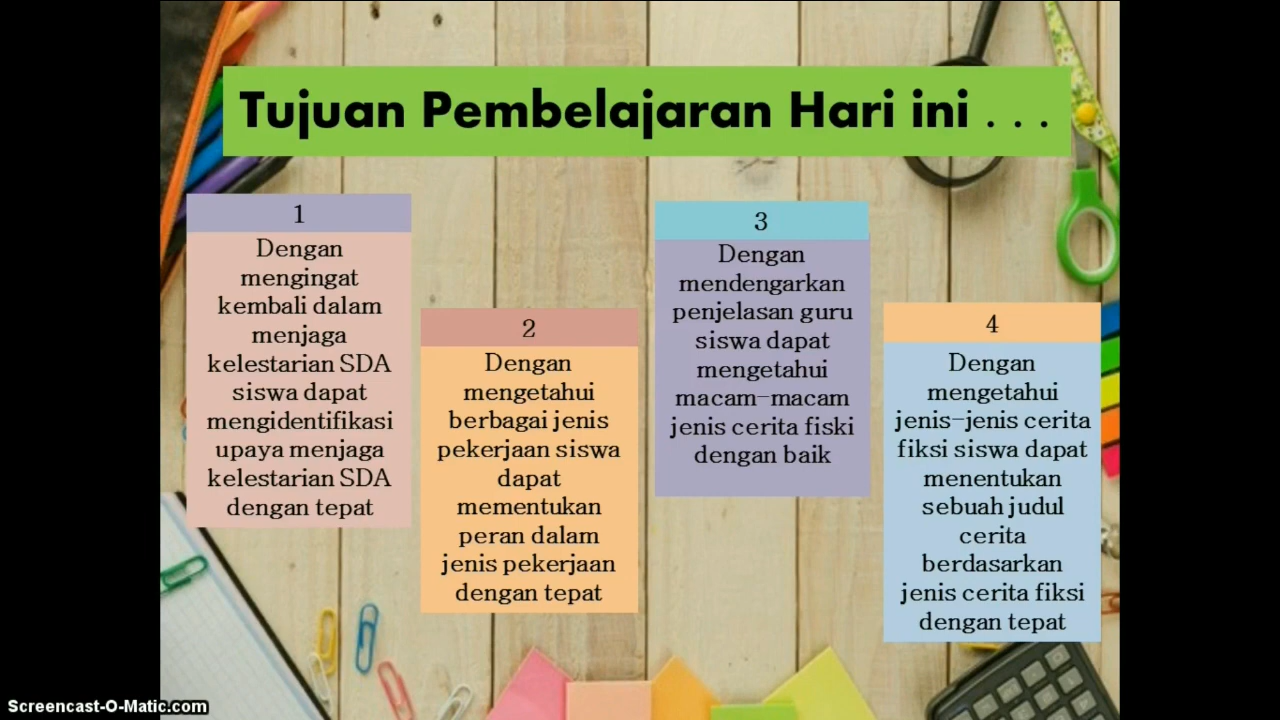 Tujuan Pembelajaran Hari ini . . .
1
Dengan
mengingat
kembali dalam
menjaga
kelestarian SDA
siswa dapat
mengidentifikasi
upaya menjaga
kelestarian SDA
dengan tepat
2
Dengan
mengetahui
berbagai jenis
pekerjaan siswa
dapat
mementukan
peran dalam
jenis pekerjaan
dengan tepat
3
Dengan
mendengarkan
penjelasan guru
siswa dapat
mengetahui
macam-macam
jenis cerita fiski
dengan baik
4
Dengan
mengetahui
jenis-jenis cerita
fiksi siswa dapat
menentukan
sebuah judul
cerita
berdasarkan
jenis cerita fiksi
dengan tepat
Screencast-O-Matic.com